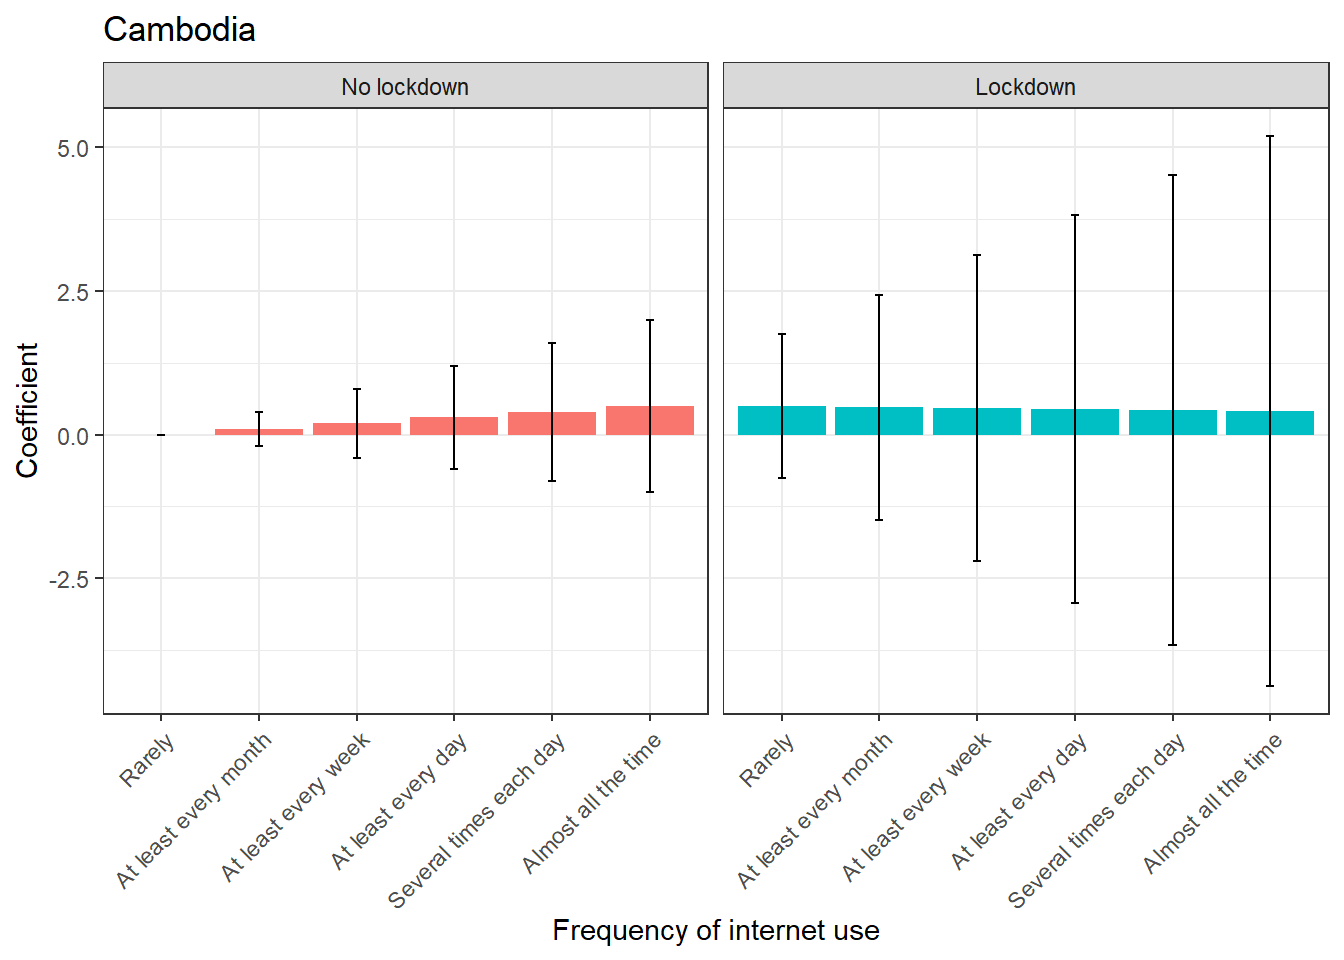 Cambodia
No lockdown
Lockdown
5.0
2.5
0.0
-2.5
Coefficient
Rarely
At least every month
At least every week
At least every day
Several times each day
Almost all the time
Rarely
At least every month
At least every week
At least every day
Several times each day
Almost all the time
Frequency of internet use